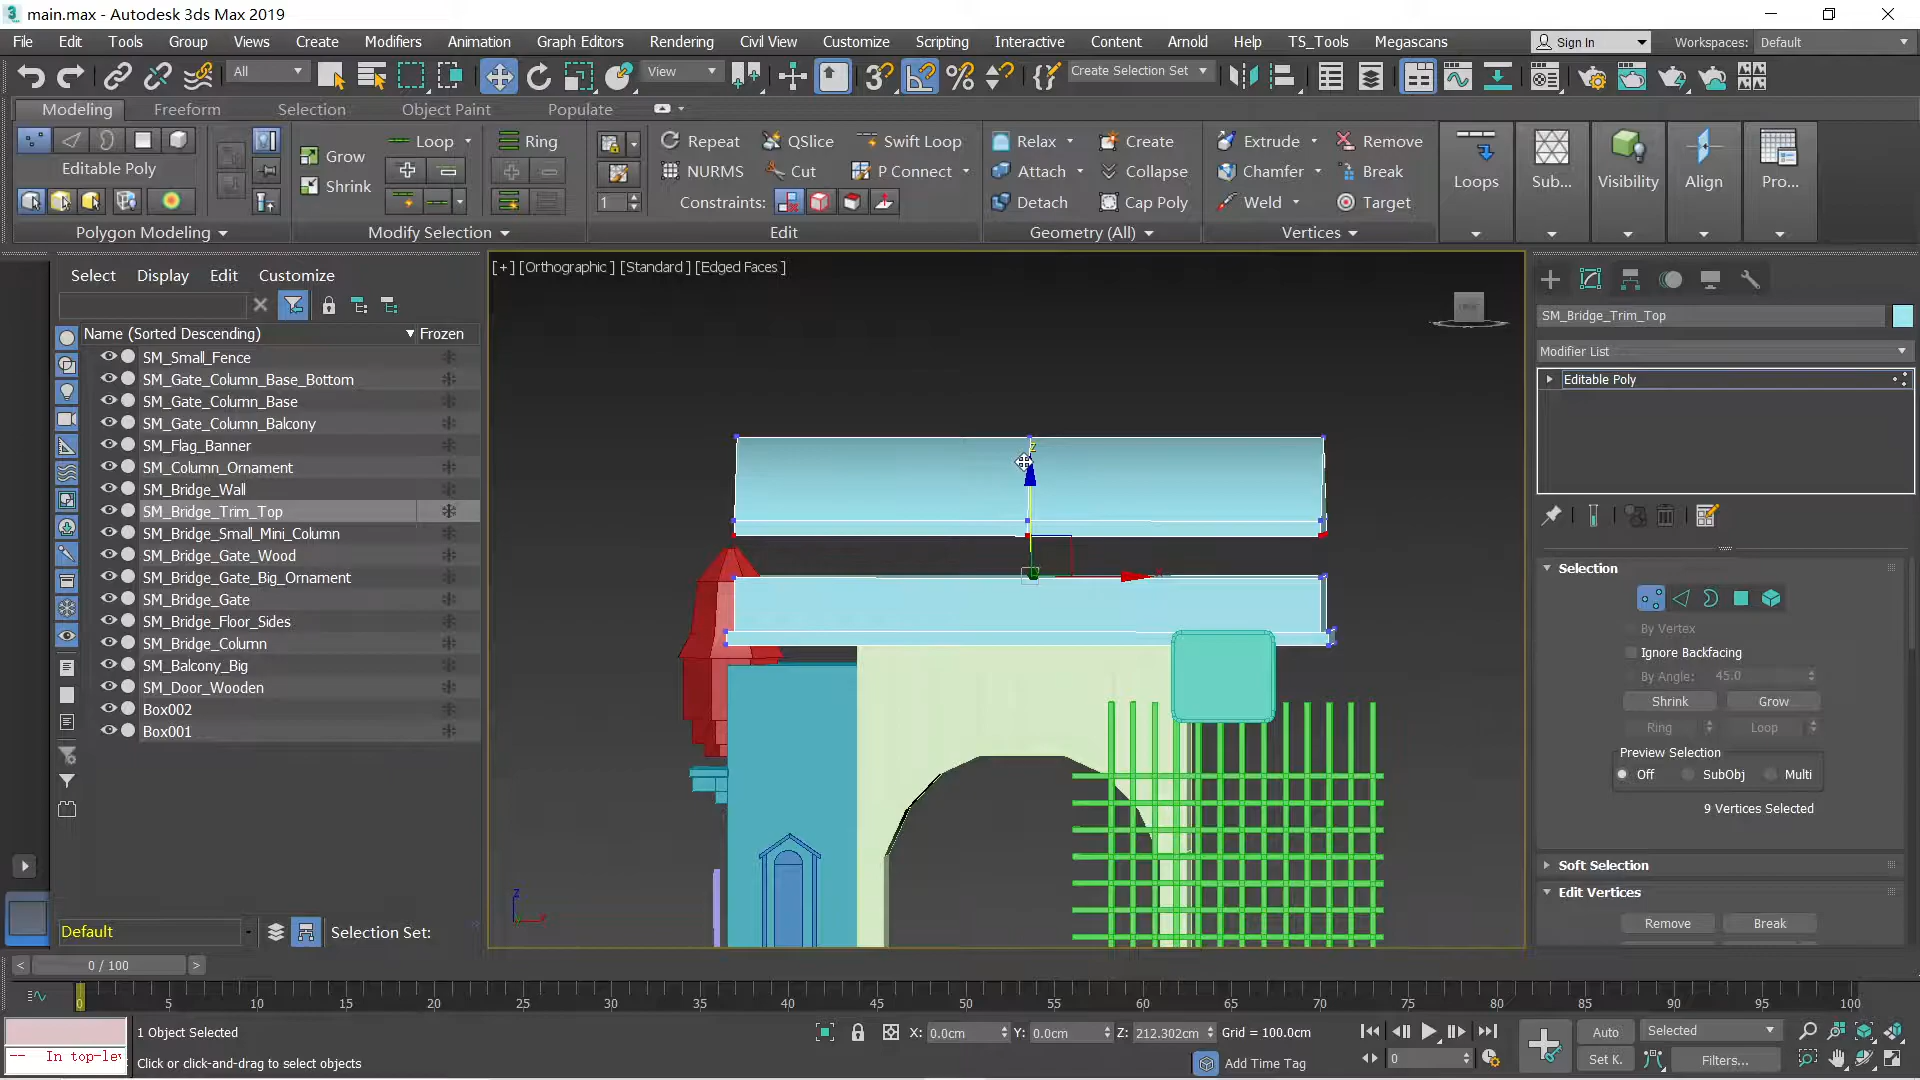 main.max - Autodesk 3ds Max 2019
File Edit Tools Group Views Create Modifiers Animation Graph Editors Rendering Civil View Customize Scripting Interactive Content Arnold Help TS_Tools Megascans Sign In Workspaces: Default
All View Create Selection Set
Modeling Freeform Selection Object Paint Populate
Loop Ring Repeat QSlice Swift Loop Relax Create Extrude Remove
Grow
Editable Poly NURMS Cut P Connect Attach Collapse Chamfer Break
Shrink Loops Sub... Visibility Align Pro...
1 Constraints: Detach Cap Poly Weld Target
Polygon Modeling Modify Selection Edit Geometry (All) Vertices
Select Display Edit Customize
[+] [Orthographic ] [Standard ] [Edged Faces ]
Name (Sorted Descending) Frozen
SM_Small_Fence
SM_Gate_Column_Base_Bottom
SM_Gate_Column_Base
SM_Gate_Column_Balcony
SM_Flag_Banner
SM_Column_Ornament
SM_Bridge_Wall
SM_Bridge_Trim_Top
SM_Bridge_Small_Mini_Column
SM_Bridge_Gate_Wood
SM_Bridge_Gate_Big_Ornament
SM_Bridge_Gate
SM_Bridge_Floor_Sides
SM_Bridge_Column
SM_Balcony_Big
SM_Door_Wooden
Box002
Box001
Default Selection Set:
z
z
SM_Bridge_Trim_Top
Modifier List
Editable Poly
Selection
By Vertex
Ignore Backfacing
By Angle: 45.0
Shrink Grow
Ring Loop
Preview Selection
Off SubObj Multi
9 Vertices Selected
Soft Selection
Edit Vertices
Remove Break
< 0 / 100 >
0 5 10 15 20 25 30 35 40 45 50 55 60 65 70 75 80 85 90 95 100
1 Object Selected X: 0.0cm Y: 0.0cm Z: 212.302cm Grid = 100.0cm Auto Selected
-- In top-lev Click or click-and-drag to select objects Add Time Tag 0 Set K. Filters...